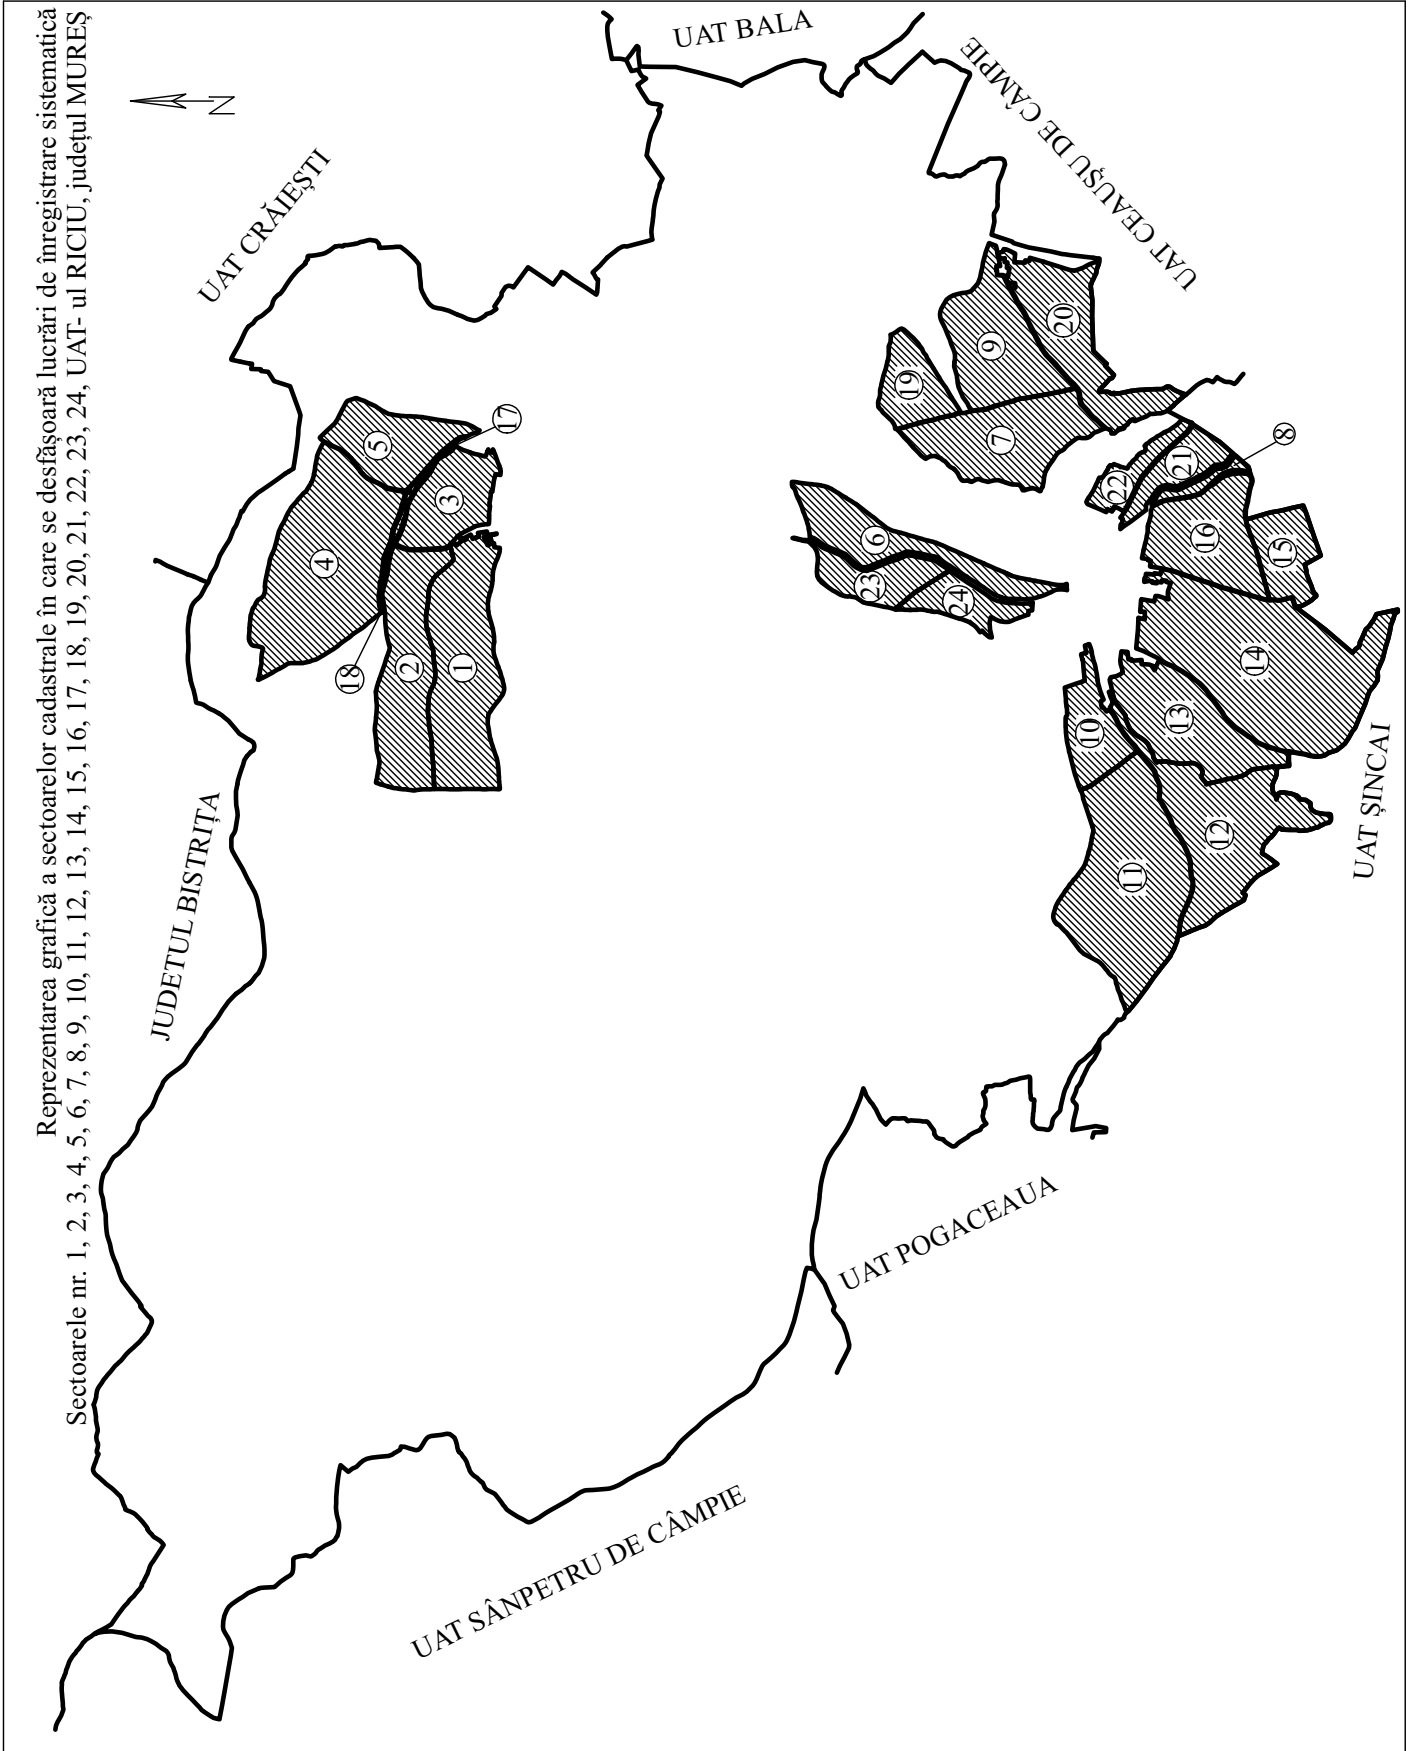 Reprezentarea grafică a sectoarelor cadastrale în care se desfășoară lucrări de înregistrare sistematică
Sectoarele nr. 1, 2, 3, 4, 5, 6, 7, 8, 9, 10, 11, 12, 13, 14, 15, 16, 17, 18, 19, 20, 21, 22, 23, 24, UAT- ul RICIU, județul MUREȘ
N
JUDETUL BISTRIȚA
UAT CRĂIEȘTI
4
18
5
2
3
1
17
UAT SÂNPETRU DE CÂMPIE
UAT BALA
23
6
19
UAT POGACEAUA
24
9
7
UAT CEAUȘU DE CÂMPIE
20
10
22
11
13
21
16
12
14
15
8
UAT ȘINCAI